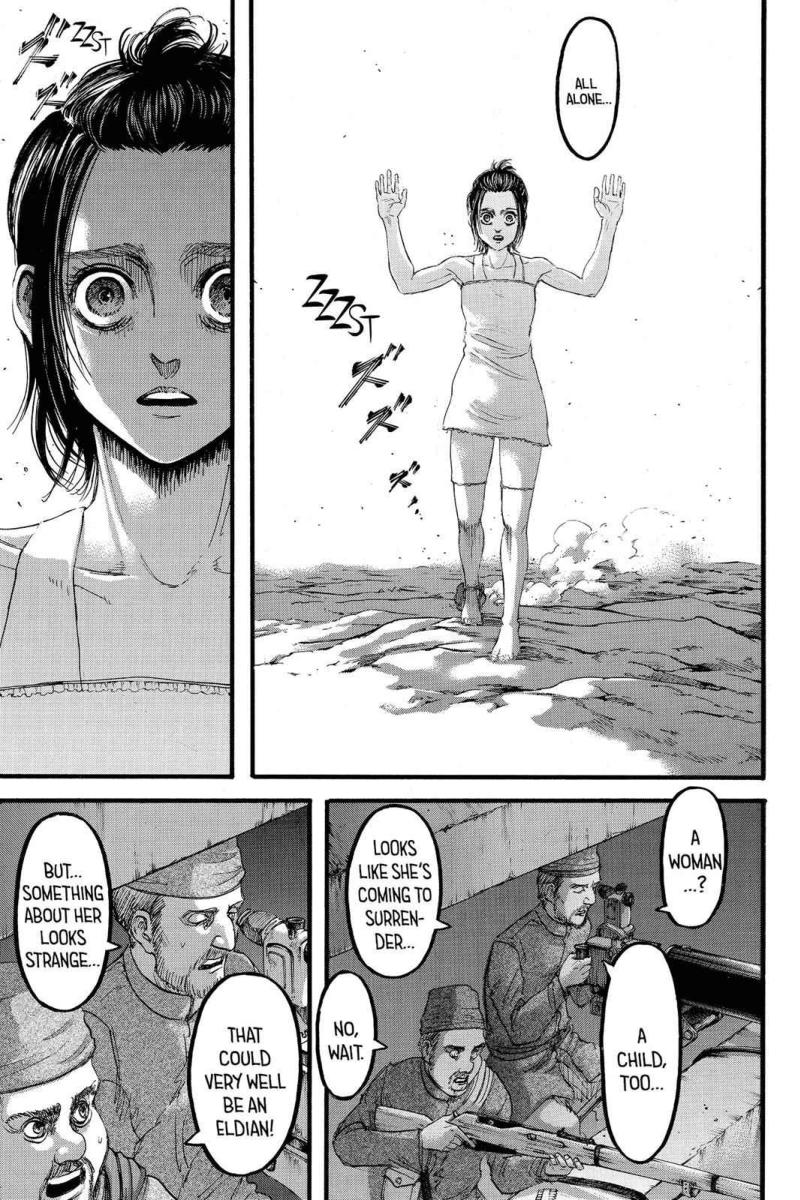 ALL
ALONE...
ZZZST
ズ
ズ
ズ
ZZST
ズ
ズ
A
WOMAN
...?
A
CHILD,
TOO...
LOOKS
LIKE SHE'S
COMING TO
SURREN-
DER...
NO,
WAIT.
BUT...
SOMETHING
ABOUT HER
LOOKS
STRANGE...
THAT
COULD
VERY WELL
BE AN
ELDIAN!